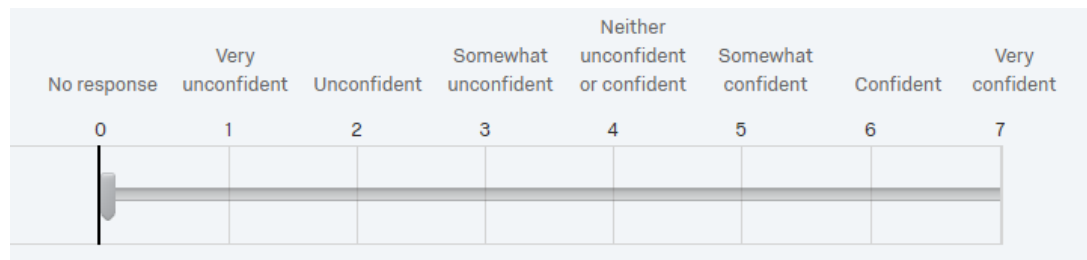 No response
Very
unconfident
Unconfident
Somewhat
unconfident
Neither
unconfident
or confident
Somewhat
confident
Confident
Very
confident
0 1 2 3 4 5 6 7